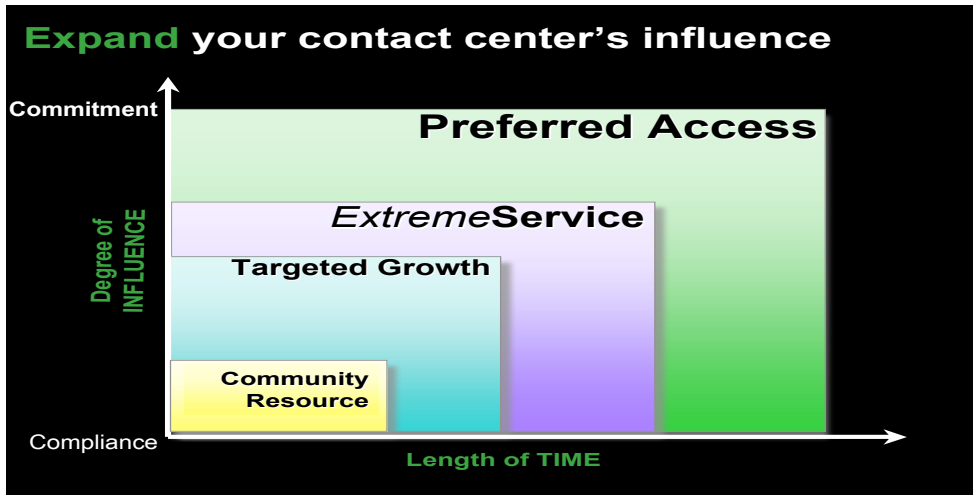 Expand your contact center’s influence
Commitment
Preferred Access
ExtremeService
Targeted Growth
Degree of
INFLUENCE
Community
Resource
Compliance
Length of TIME